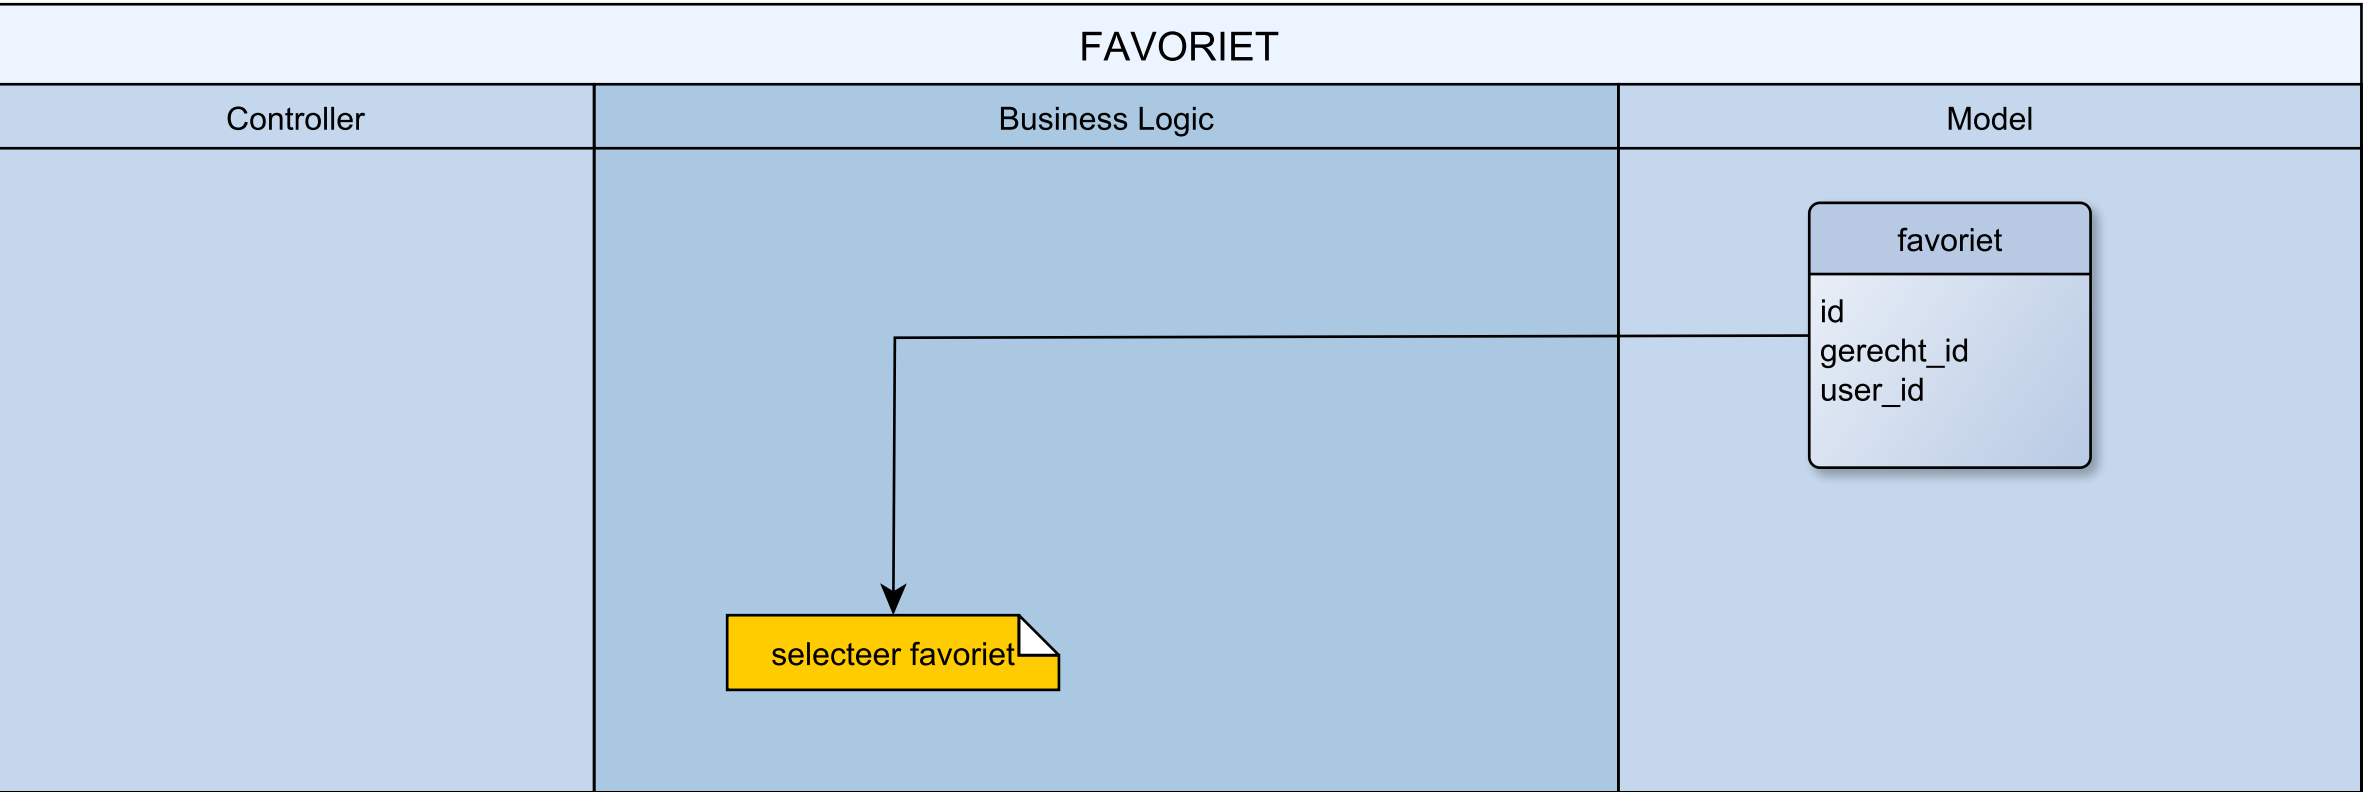 FAVORIET
Controller
Business Logic
Model
favoriet
id
gerecht_id
user_id
selecteer favoriet